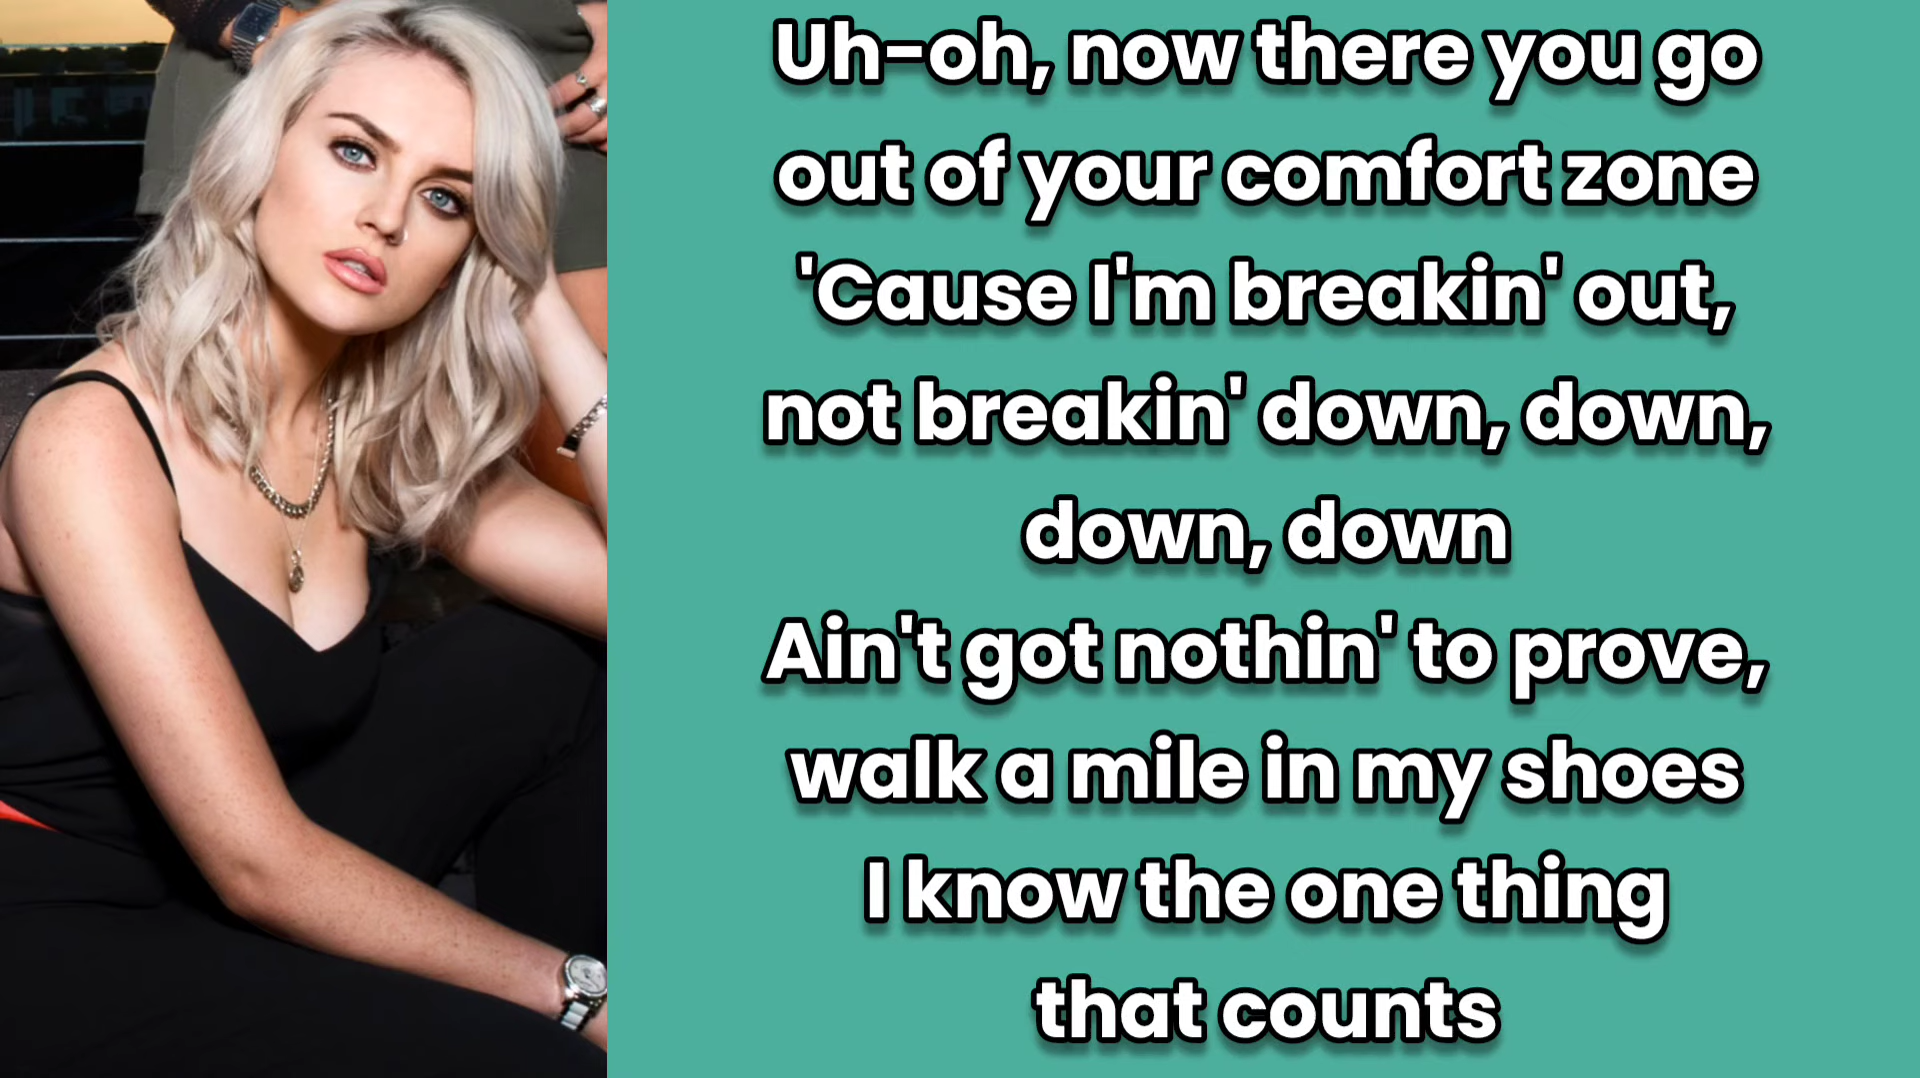 Uh-oh, now there you go
out of your comfort zone
'Cause I'm breakin' out,
not breakin' down, down,
down, down
Ain't got nothin' to prove,
walk a mile in my shoes
I know the one thing
that counts